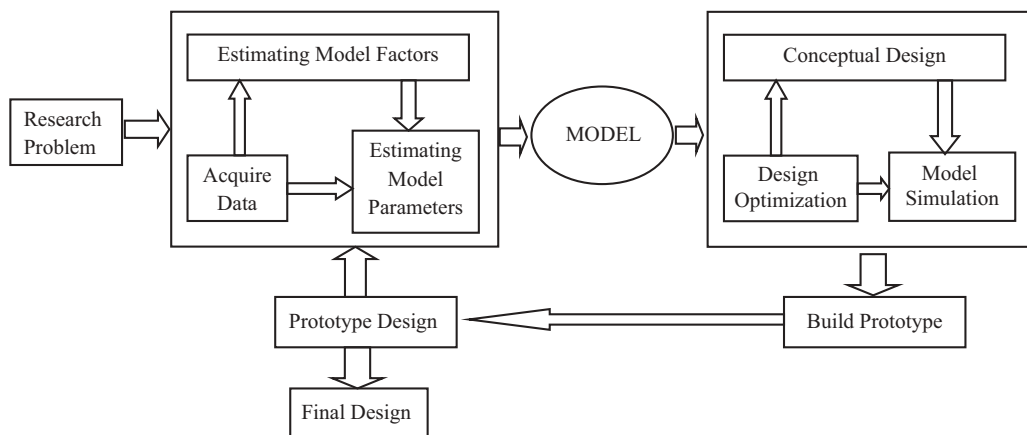 Estimating Model Factors
Research
Problem
Acquire
Data
Estimating
Model
Parameters
MODEL
Conceptual Design
Design
Optimization
Model
Simulation
Prototype Design
Build Prototype
Final Design